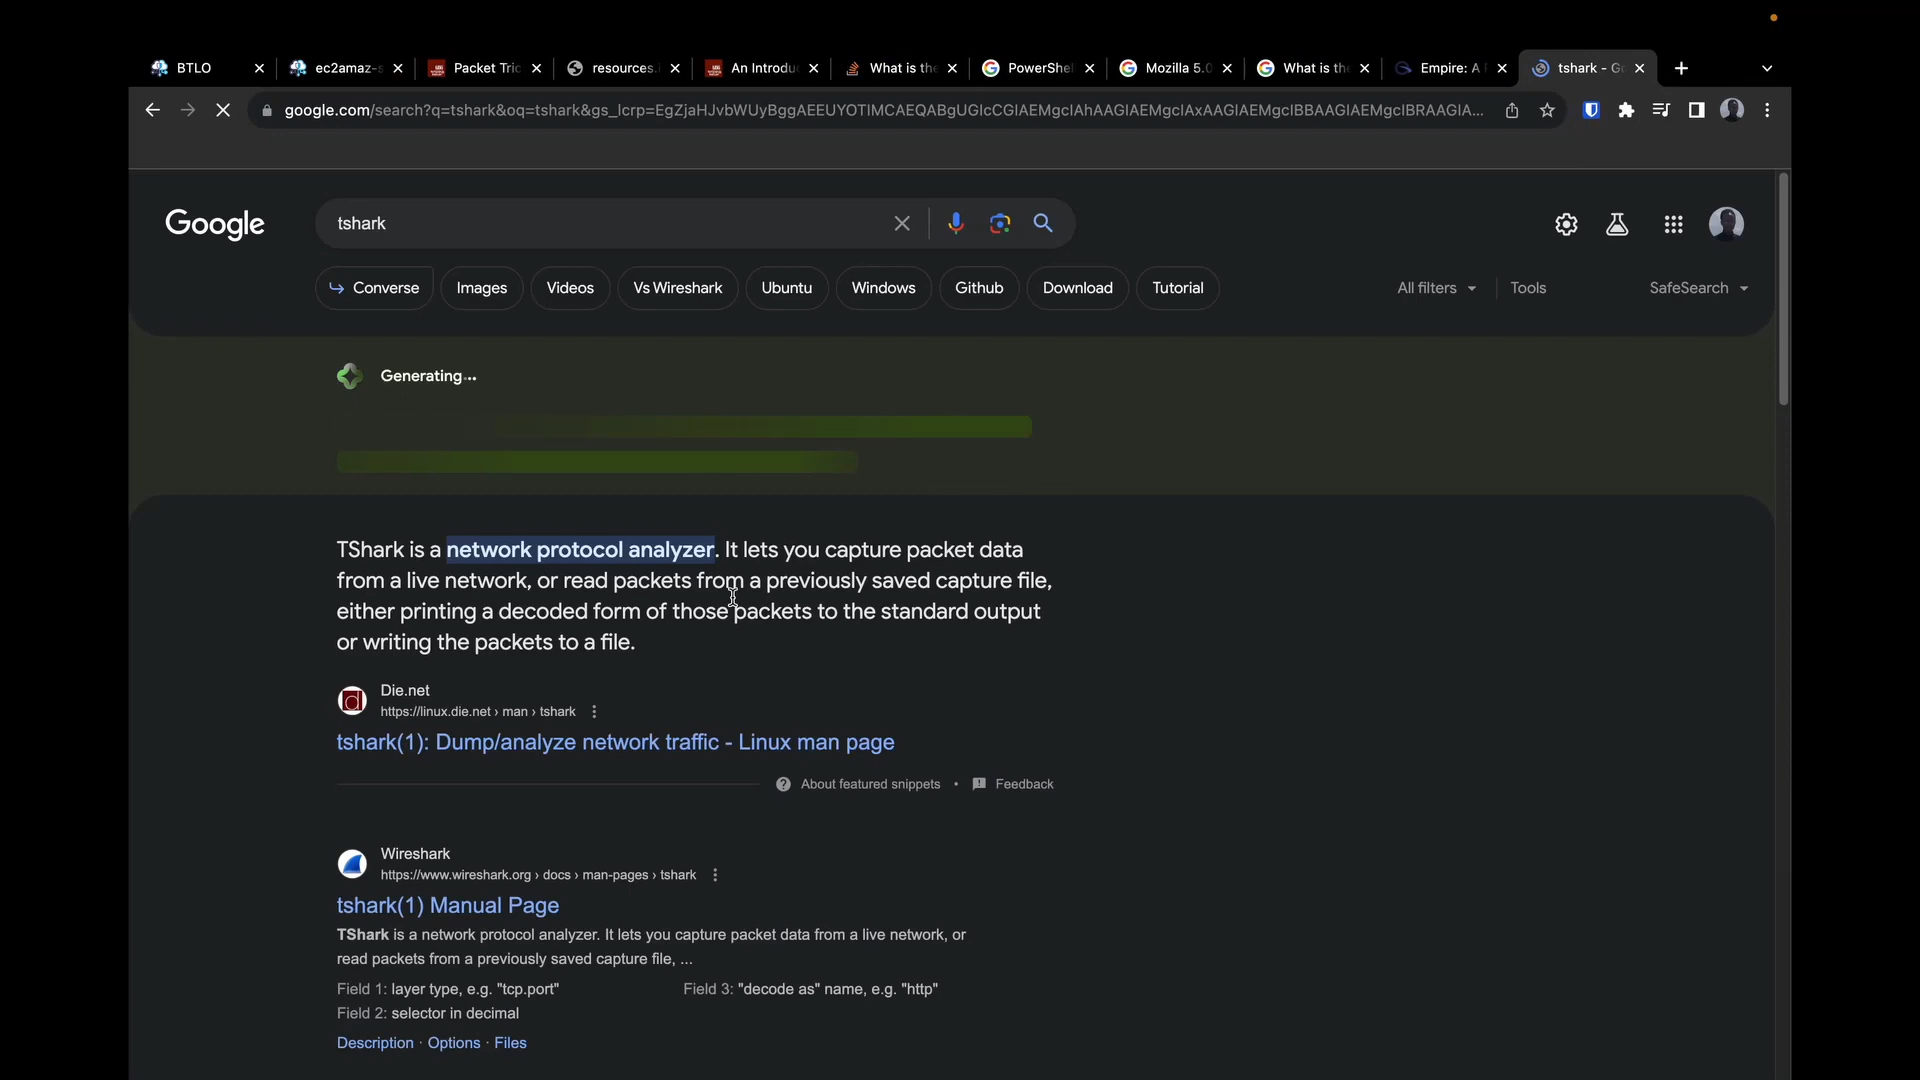 BTLO
ec2amaz-s
Packet Tric
resources.
An Introdu
What is the
PowerShel
Mozilla 5.0
What is the
Empire: A
tshark - G
google.com/search?q=tshark&oq=tshark&gs_lcrp=EgZjaHJvbWUyBggAEEUYOTIMCAEQABgUGIcCGIAEMgcIAhAAGIAEMgcIAxAAGIAEMgcIBBAAGIAEMgcIBRAAGIA...
Google
tshark
Converse
Images
Videos
Vs Wireshark
Ubuntu
Windows
Github
Download
Tutorial
All filters
Tools
SafeSearch
Generating...
TShark is a network protocol analyzer. It lets you capture packet data
from a live network, or read packets from a previously saved capture file,
either printing a decoded form of those packets to the standard output
or writing the packets to a file.
Die.net
https://linux.die.net › man › tshark
tshark(1): Dump/analyze network traffic - Linux man page
About featured snippets • Feedback
Wireshark
https://www.wireshark.org › docs › man-pages › tshark
tshark(1) Manual Page
TShark is a network protocol analyzer. It lets you capture packet data from a live network, or
read packets from a previously saved capture file, ...
Field 1: layer type, e.g. "tcp.port"
Field 3: "decode as" name, e.g. "http"
Field 2: selector in decimal
Description · Options · Files